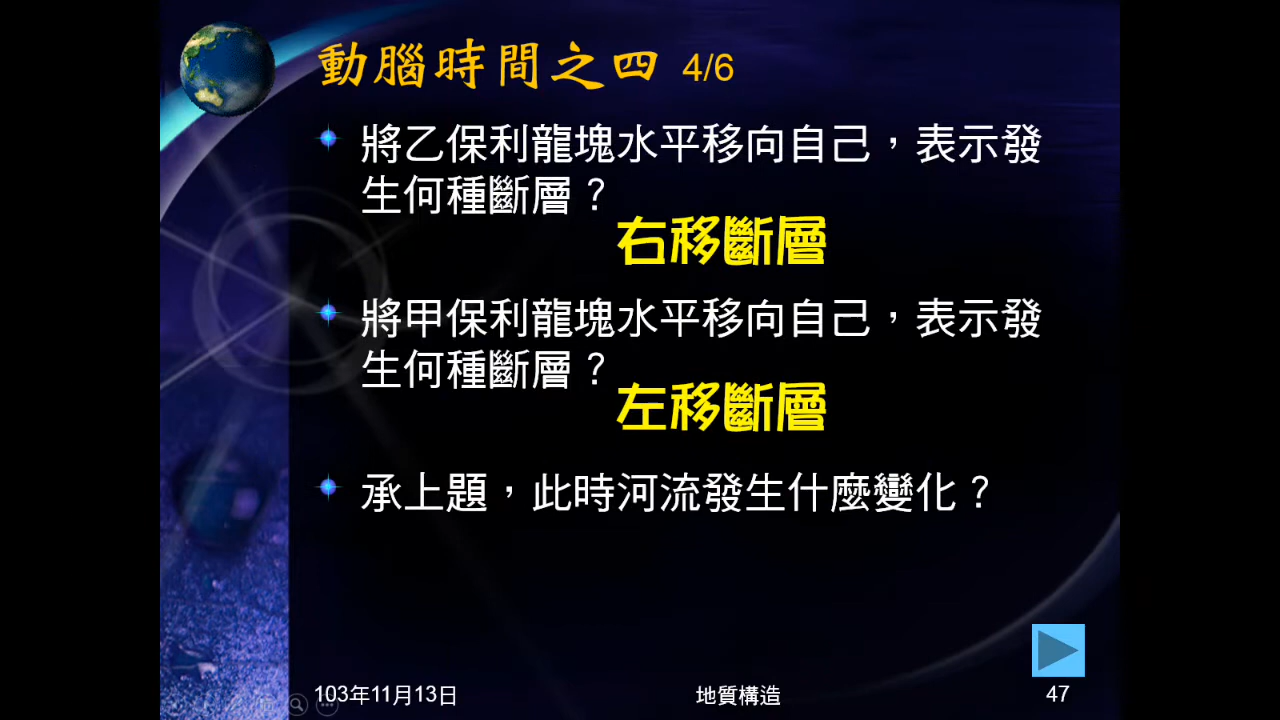 動腦時間之四 4/6
將乙保利龍塊水平移向自己，表示發
生何種斷層？
右移斷層
將甲保利龍塊水平移向自己，表示發
生何種斷層？
左移斷層
承上題，此時河流發生什麼變化？
103年11月13日
地質構造
47